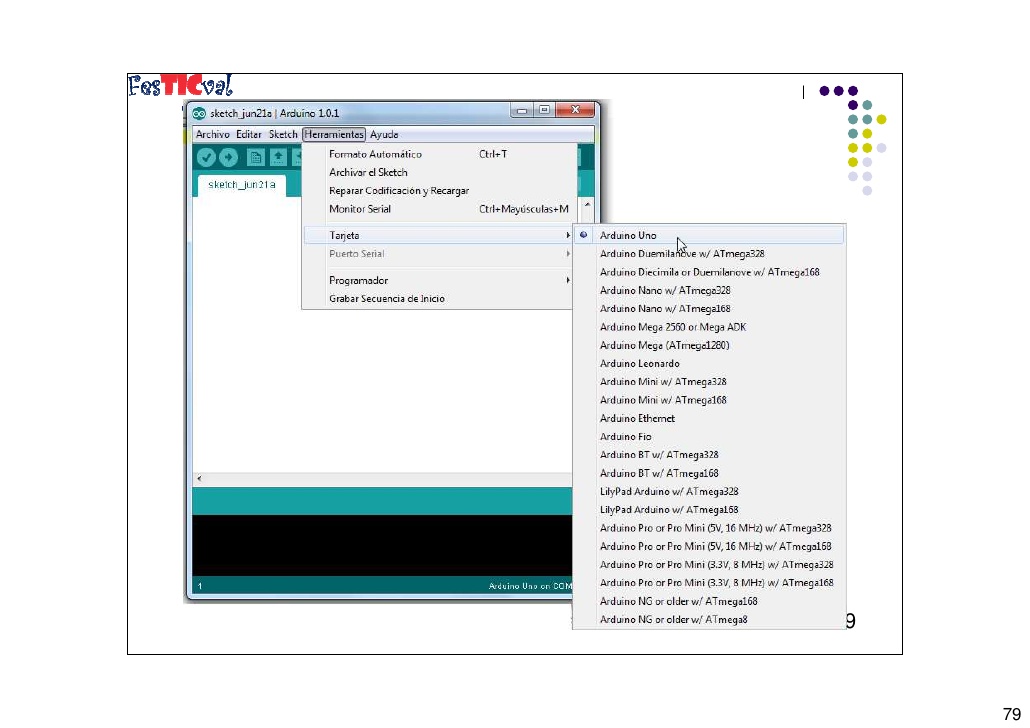 FesTICval
sketch_jun21a | Arduino 1.0.1
Archivo Editar Sketch Herramientas Ayuda
sketch_jun21a
Formato Automático Ctrl+T
Archivar el Sketch
Reparar Codificación y Recargar
Monitor Serial Ctrl+Mayúsculas+M
Tarjeta
Puerto Serial
Programador
Grabar Secuencia de Inicio
Arduino Uno
Arduino Duemilanove w/ ATmega328
Arduino Diecimila or Duemilanove w/ ATmega168
Arduino Nano w/ ATmega328
Arduino Nano w/ ATmega168
Arduino Mega 2560 or Mega ADK
Arduino Mega (ATmega1280)
Arduino Leonardo
Arduino Mini w/ ATmega328
Arduino Mini w/ ATmega168
Arduino Ethernet
Arduino Fio
Arduino BT w/ ATmega328
Arduino BT w/ ATmega168
LilyPad Arduino w/ ATmega328
LilyPad Arduino w/ ATmega168
Arduino Pro or Pro Mini (5V, 16 MHz) w/ ATmega328
Arduino Pro or Pro Mini (5V, 16 MHz) w/ ATmega168
Arduino Pro or Pro Mini (3.3V, 8 MHz) w/ ATmega328
Arduino Pro or Pro Mini (3.3V, 8 MHz) w/ ATmega168
Arduino NG or older w/ ATmega168
Arduino NG or older w/ ATmega8
1 Arduino Uno on COM
9
79